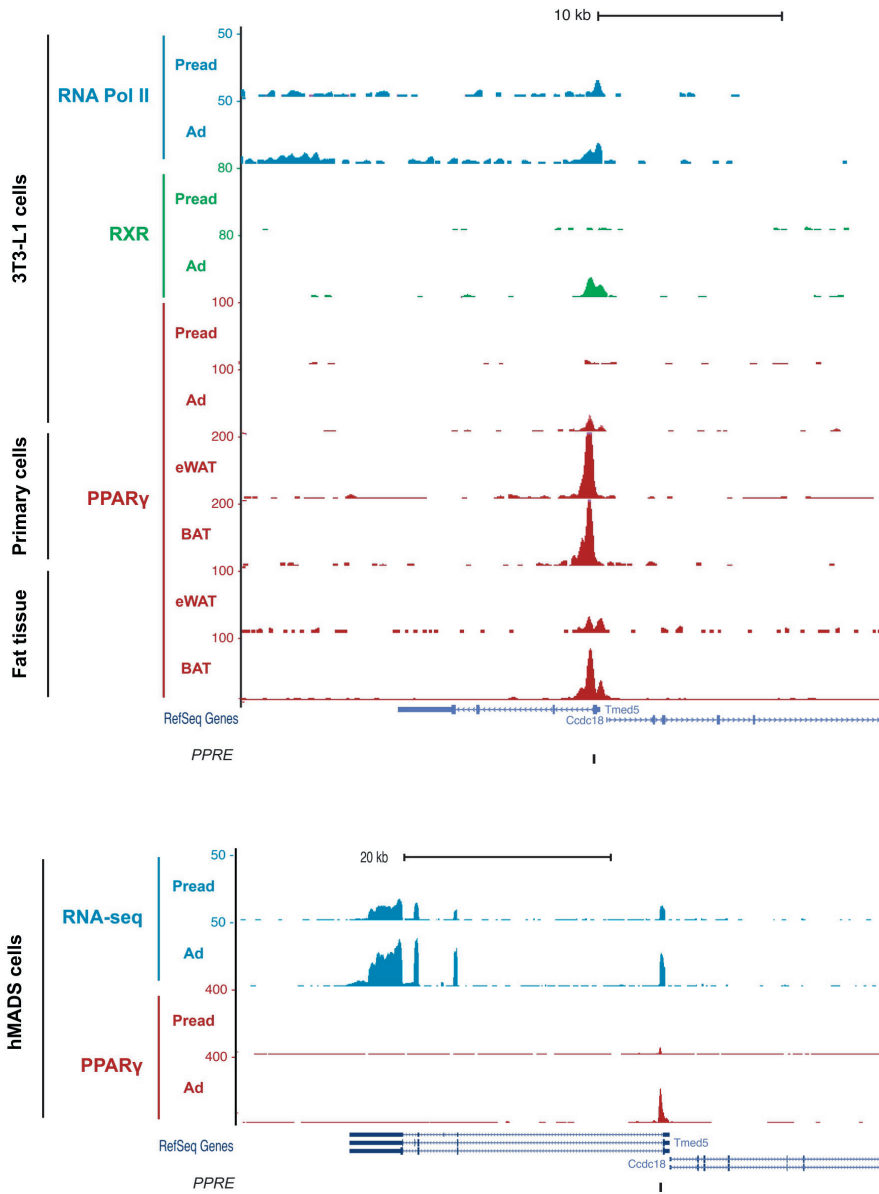 10 kb
50
Pread
RNA Pol II
50
Ad
80
Pread
RXR
80
Ad
3T3-L1 cells
100
Pread
100
Ad
200
eWAT
PPARγ
200
BAT
Primary cells
100
eWAT
100
BAT
Fat tissue
RefSeq Genes
Tmed5
Ccdc18
PPRE
20 kb
50
Pread
RNA-seq
50
Ad
hMADS cells
400
Pread
PPARγ
400
Ad
RefSeq Genes
Tmed5
Ccdc18
PPRE